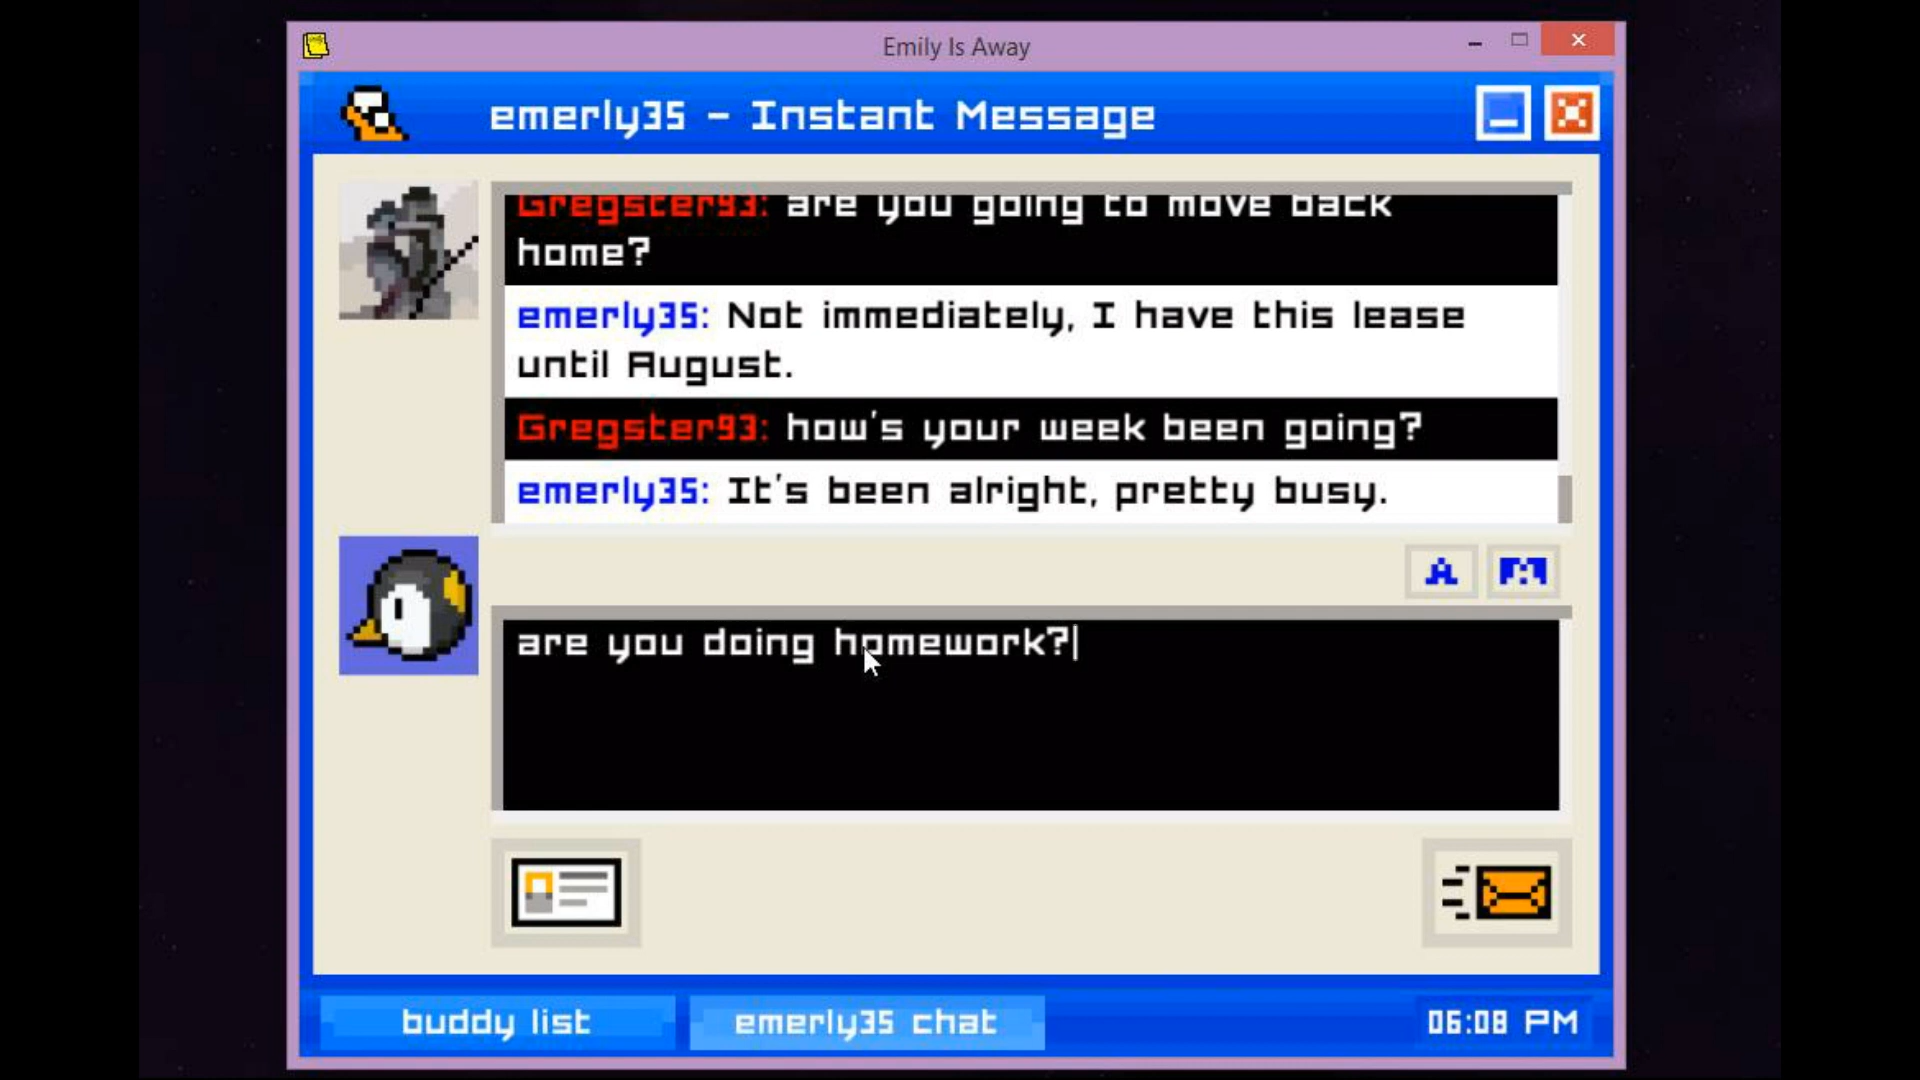 Emily Is Away
emerly35 - Instant Message
Gregster93: are you going to move back
home?
emerly35: Not immediately, I have this lease
until August.
Gregster93: how's your week been going?
emerly35: It's been alright, pretty busy.
A
are you doing homework?
buddy list
emerly35 chat
06:08 PM